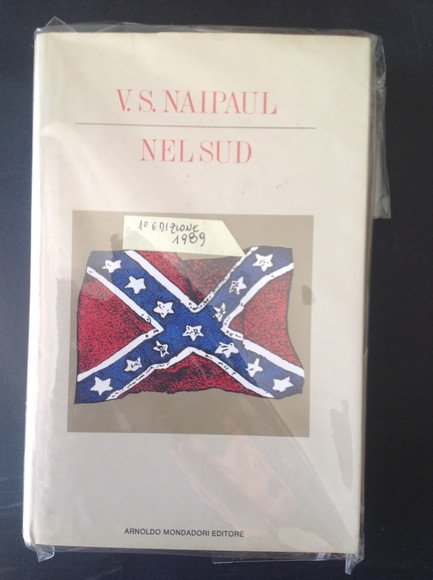 V. S. NAIPAUL
NEL SUD
1° EDIZIONE
1989
ARNOLDO MONDADORI EDITORE